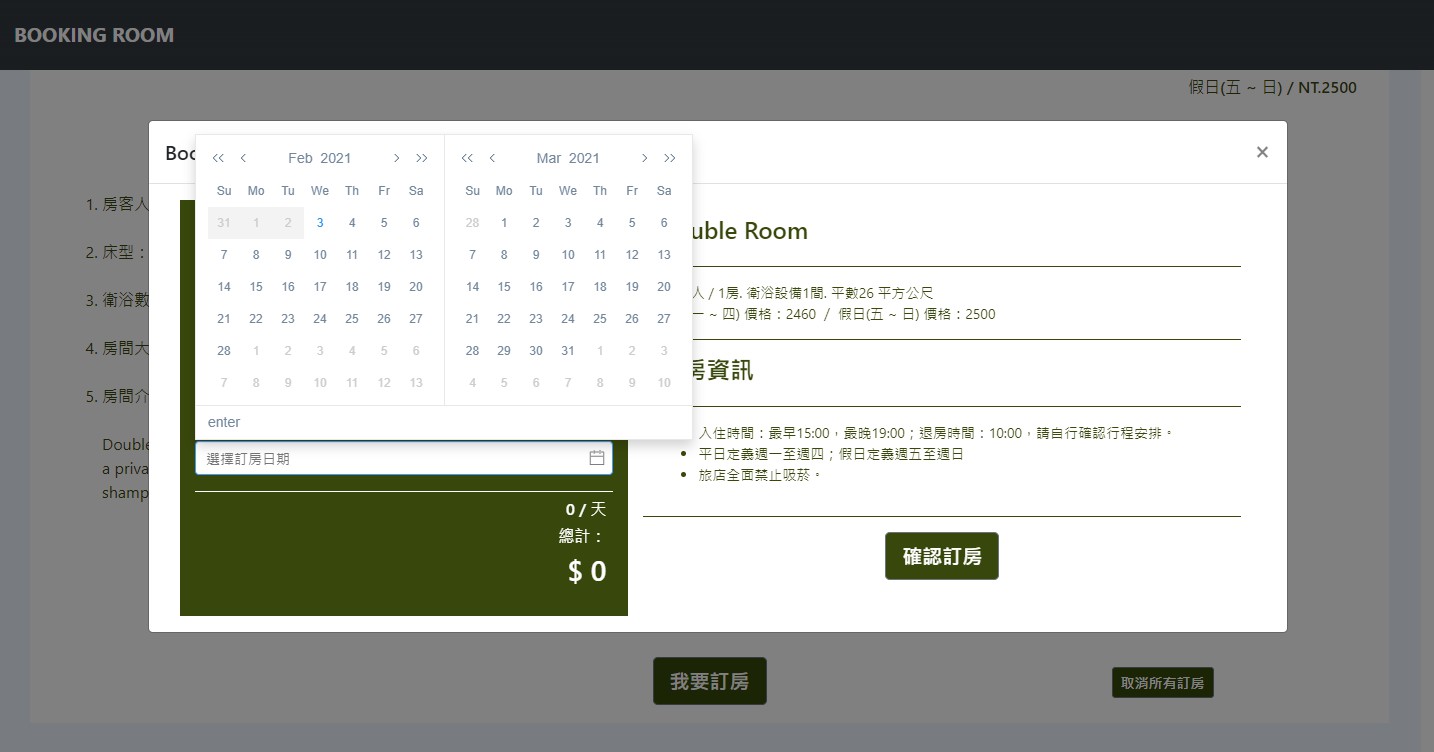 BOOKING ROOM
假日(五 ~ 日) / NT.2500
Boo
×
1. 房客人
2. 床型：
3. 衛浴數
4. 房間大
5. 房間介
Double
a priva
shamp
Feb 2021
Su Mo Tu We Th Fr Sa
31 1 2 3 4 5 6
7 8 9 10 11 12 13
14 15 16 17 18 19 20
21 22 23 24 25 26 27
28 1 2 3 4 5 6
7 8 9 10 11 12 13
Mar 2021
Su Mo Tu We Th Fr Sa
28 1 2 3 4 5 6
7 8 9 10 11 12 13
14 15 16 17 18 19 20
21 22 23 24 25 26 27
28 29 30 31 1 2 3
4 5 6 7 8 9 10
enter
選擇訂房日期
0 / 天
總計：
$ 0
uble Room
人 / 1房. 衛浴設備1間. 平數26 平方公尺
一 ~ 四) 價格：2460 / 假日(五 ~ 日) 價格：2500
房資訊
入住時間：最早15:00，最晚19:00；退房時間：10:00，請自行確認行程安排。
平日定義週一至週四；假日定義週五至週日
旅店全面禁止吸菸。
確認訂房
我要訂房
取消所有訂房